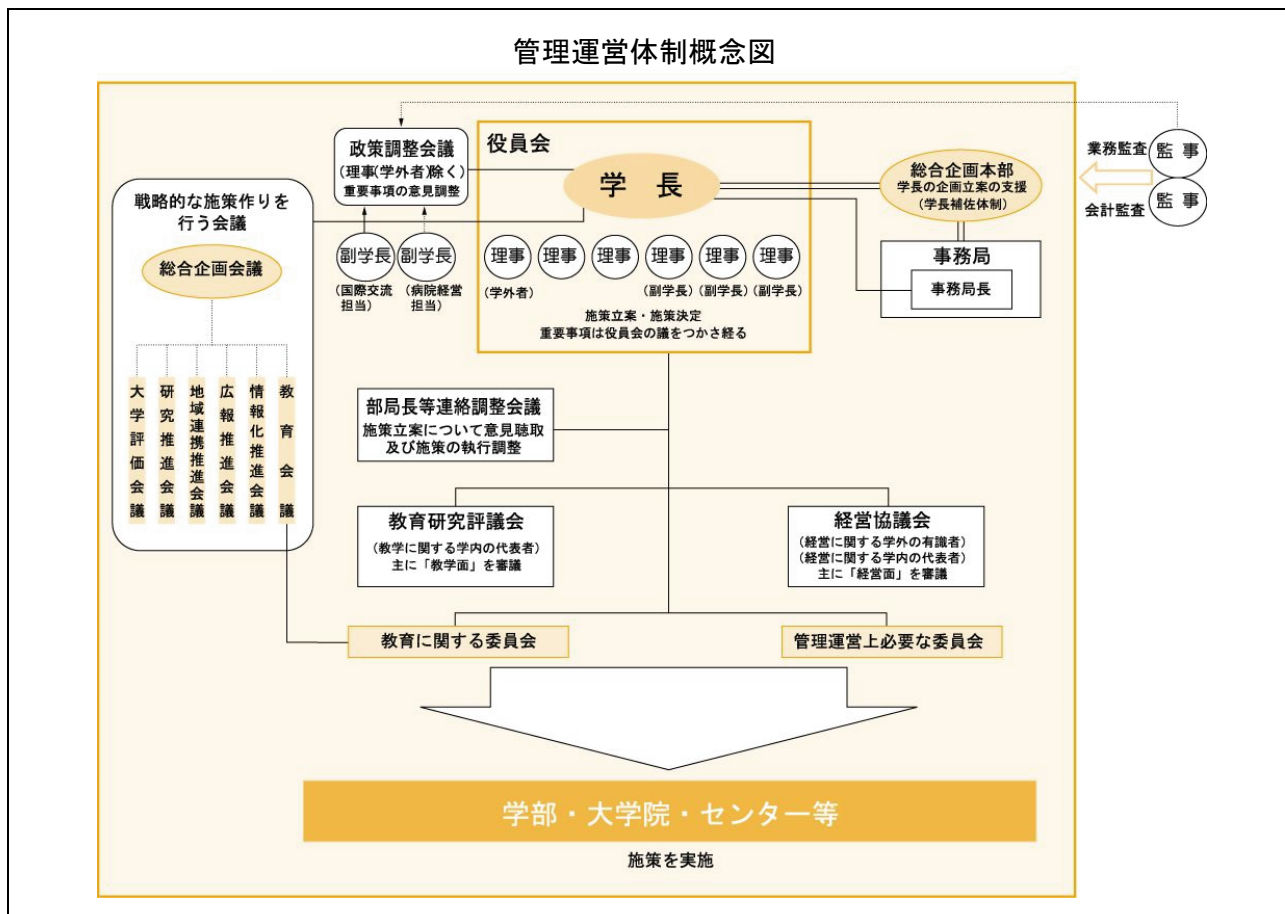 管理運営体制概念図
政策調整会議
(理事(学外者)除く)
重要事項の意見調整
役員会
学長
総合企画本部
学長の企画立案の支援
(学長補佐体制)
業務監査
監事
会計監査
監事
戦略的な施策作りを
行う会議
総合企画会議
大学評価会議
研究推進会議
地域連携推進会議
広報推進会議
情報化推進会議
教育会議
副学長
(国際交流
担当)
副学長
(病院経営
担当)
理事
(学外者)
理事
理事
理事
(副学長)
理事
(副学長)
理事
(副学長)
施策立案・施策決定
重要事項は役員会の議をつかさ経る
事務局
事務局長
部局長等連絡調整会議
施策立案について意見聴取
及び施策の執行調整
教育研究評議会
(教学に関する学内の代表者)
主に「教学面」を審議
経営協議会
(経営に関する学外の有識者)
(経営に関する学内の代表者)
主に「経営面」を審議
教育に関する委員会
管理運営上必要な委員会
学部・大学院・センター等
施策を実施